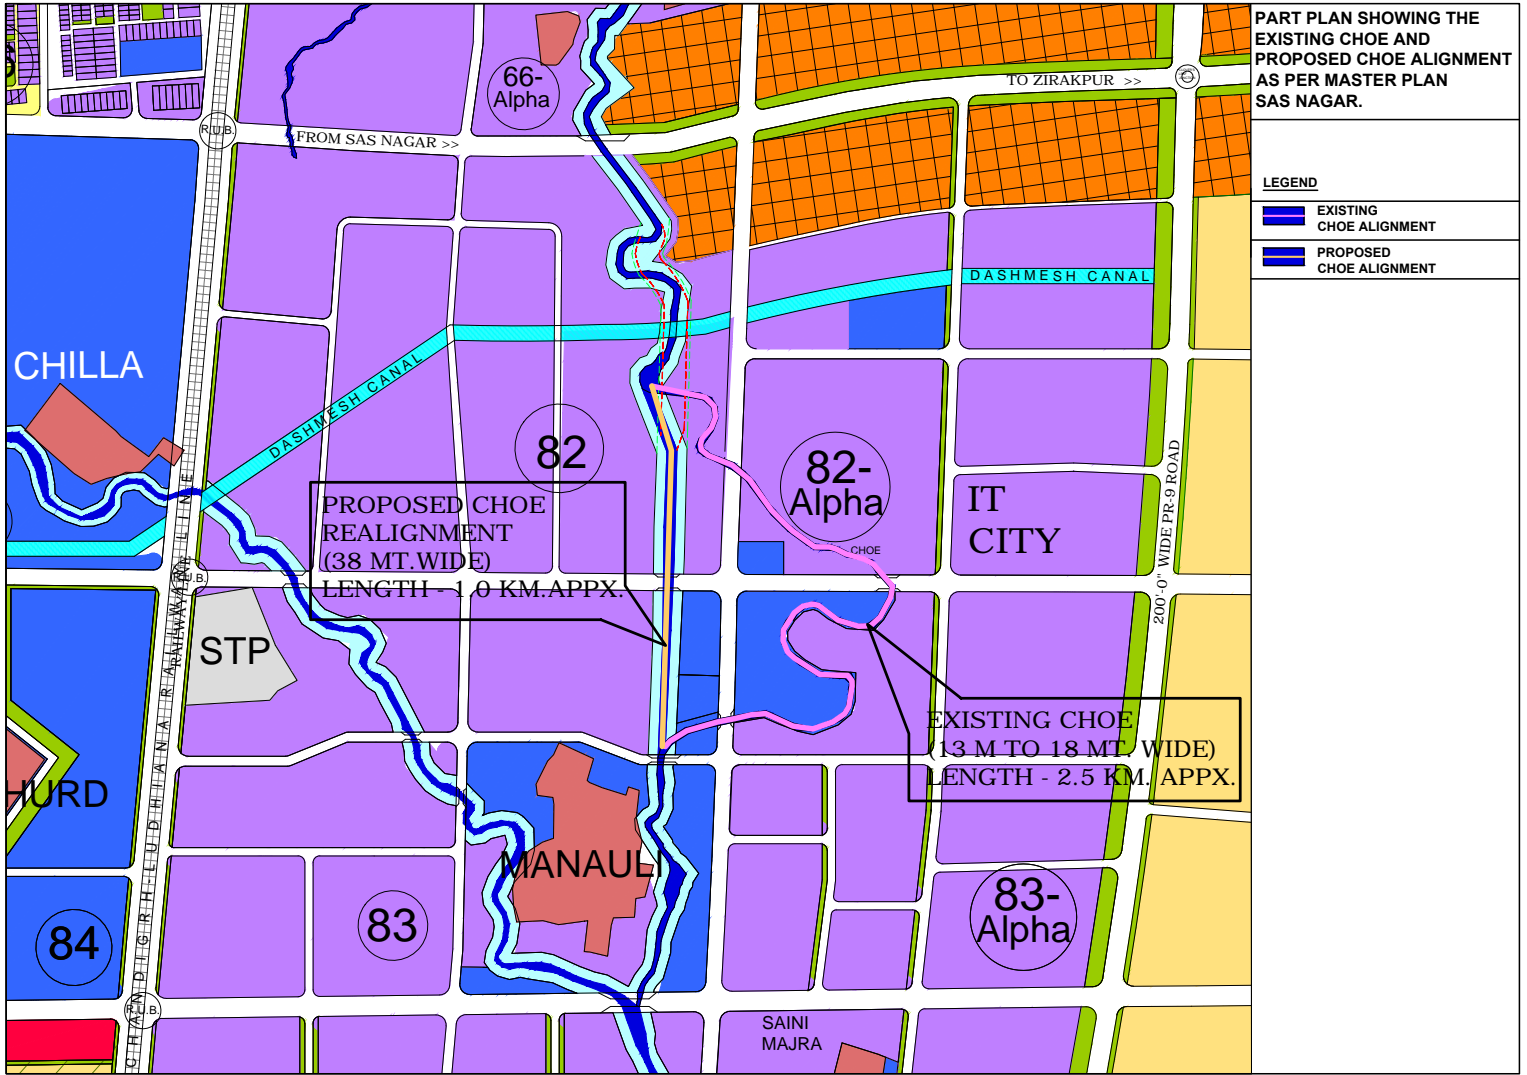 PART PLAN SHOWING THE
EXISTING CHOE AND
PROPOSED CHOE ALIGNMENT
AS PER MASTER PLAN
SAS NAGAR.
LEGEND
EXISTING
CHOE ALIGNMENT
PROPOSED
CHOE ALIGNMENT
66-
Alpha
TO ZIRAKPUR >>
R.U.B.
FROM SAS NAGAR >>
DASHMESH CANAL
CHILLA
DASHMESH CANAL
82
82-
Alpha
IT
CITY
200'-0" WIDE PR-9 ROAD
PROPOSED CHOE
REALIGNMENT
(38 MT.WIDE)
LENGTH - 1.0 KM.APPX.
CHOE
R.U.B.
RAILWAY LINE
STP
EXISTING CHOE
(13 M TO 18 MT. WIDE)
LENGTH - 2.5 KM. APPX.
HURD
MANAULI
CHANDIGRH-LUDHIANA RAILWAY LINE
84
83
83-
Alpha
R.U.B.
SAINI
MAJRA